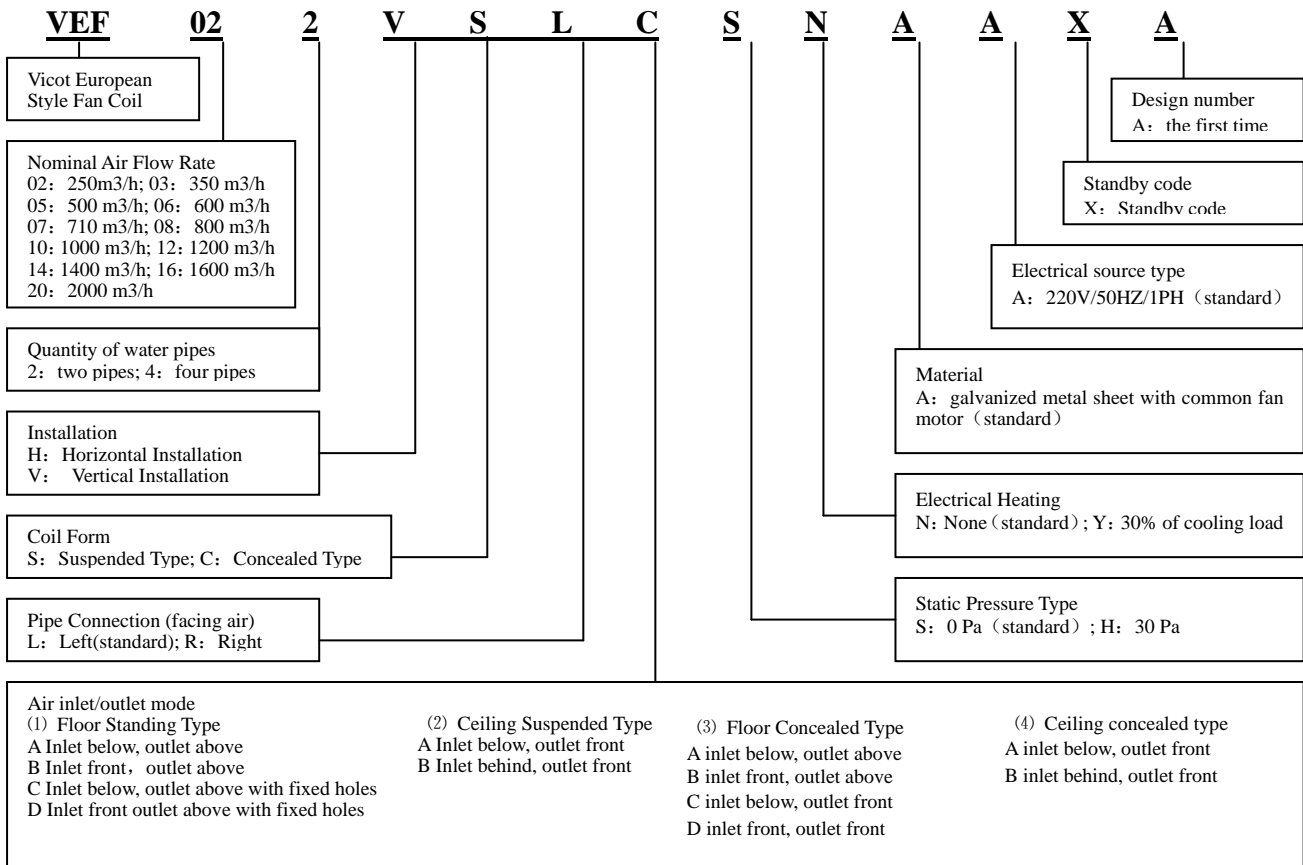 VEF 02 2 V S L C S N A A X A
Vicot European
Style Fan Coil
Nominal Air Flow Rate
02：250m3/h; 03：350 m3/h
05：500 m3/h; 06：600 m3/h
07：710 m3/h; 08：800 m3/h
10：1000 m3/h; 12：1200 m3/h
14：1400 m3/h; 16：1600 m3/h
20：2000 m3/h
Quantity of water pipes
2：two pipes; 4：four pipes
Installation
H：Horizontal Installation
V： Vertical Installation
Coil Form
S：Suspended Type; C：Concealed Type
Pipe Connection (facing air)
L：Left(standard); R：Right
Design number
A：the first time
Standby code
X：Standby code
Electrical source type
A：220V/50HZ/1PH（standard）
Material
A：galvanized metal sheet with common fan
motor（standard）
Electrical Heating
N：None（standard）; Y：30% of cooling load
Static Pressure Type
S：0 Pa（standard）; H：30 Pa
Air inlet/outlet mode
⑴ Floor Standing Type
A Inlet below, outlet above
B Inlet front，outlet above
C Inlet below, outlet above with fixed holes
D Inlet front outlet above with fixed holes
⑵ Ceiling Suspended Type
A Inlet below, outlet front
B Inlet behind, outlet front
⑶ Floor Concealed Type
A inlet below, outlet above
B inlet front, outlet above
C inlet below, outlet front
D inlet front, outlet front
⑷ Ceiling concealed type
A inlet below, outlet front
B inlet behind, outlet front